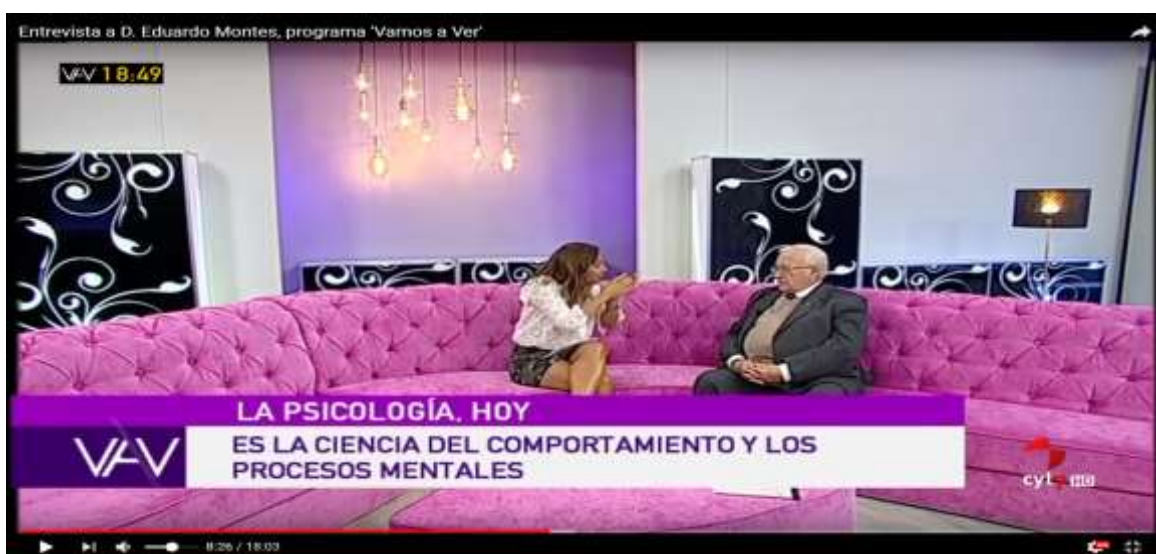 Entrevista a D. Eduardo Montes, programa 'Vamos a Ver'
VAV 18:49
LA PSICOLOGÍA, HOY
VAV
ES LA CIENCIA DEL COMPORTAMIENTO Y LOS
PROCESOS MENTALES
cyl
8:26 / 18:03